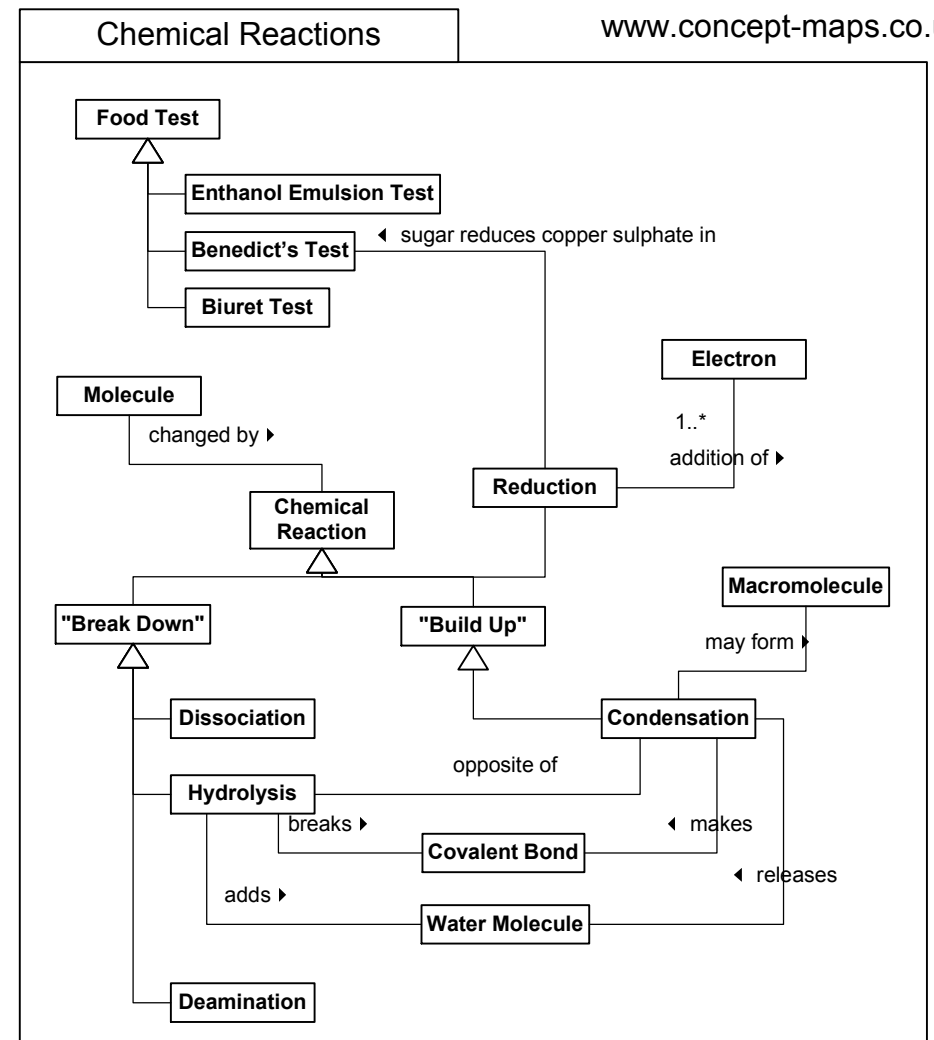 Chemical Reactions
www.concept-maps.co.
Food Test
Enthanol Emulsion Test
Benedict's Test
◄ sugar reduces copper sulphate in
Biuret Test
Electron
Molecule
1..*
changed by ►
addition of ►
Reduction
Chemical
Reaction
Macromolecule
"Break Down"
"Build Up"
may form ►
Dissociation
Condensation
opposite of
Hydrolysis
breaks ►
◄ makes
Covalent Bond
◄ releases
adds ►
Water Molecule
Deamination